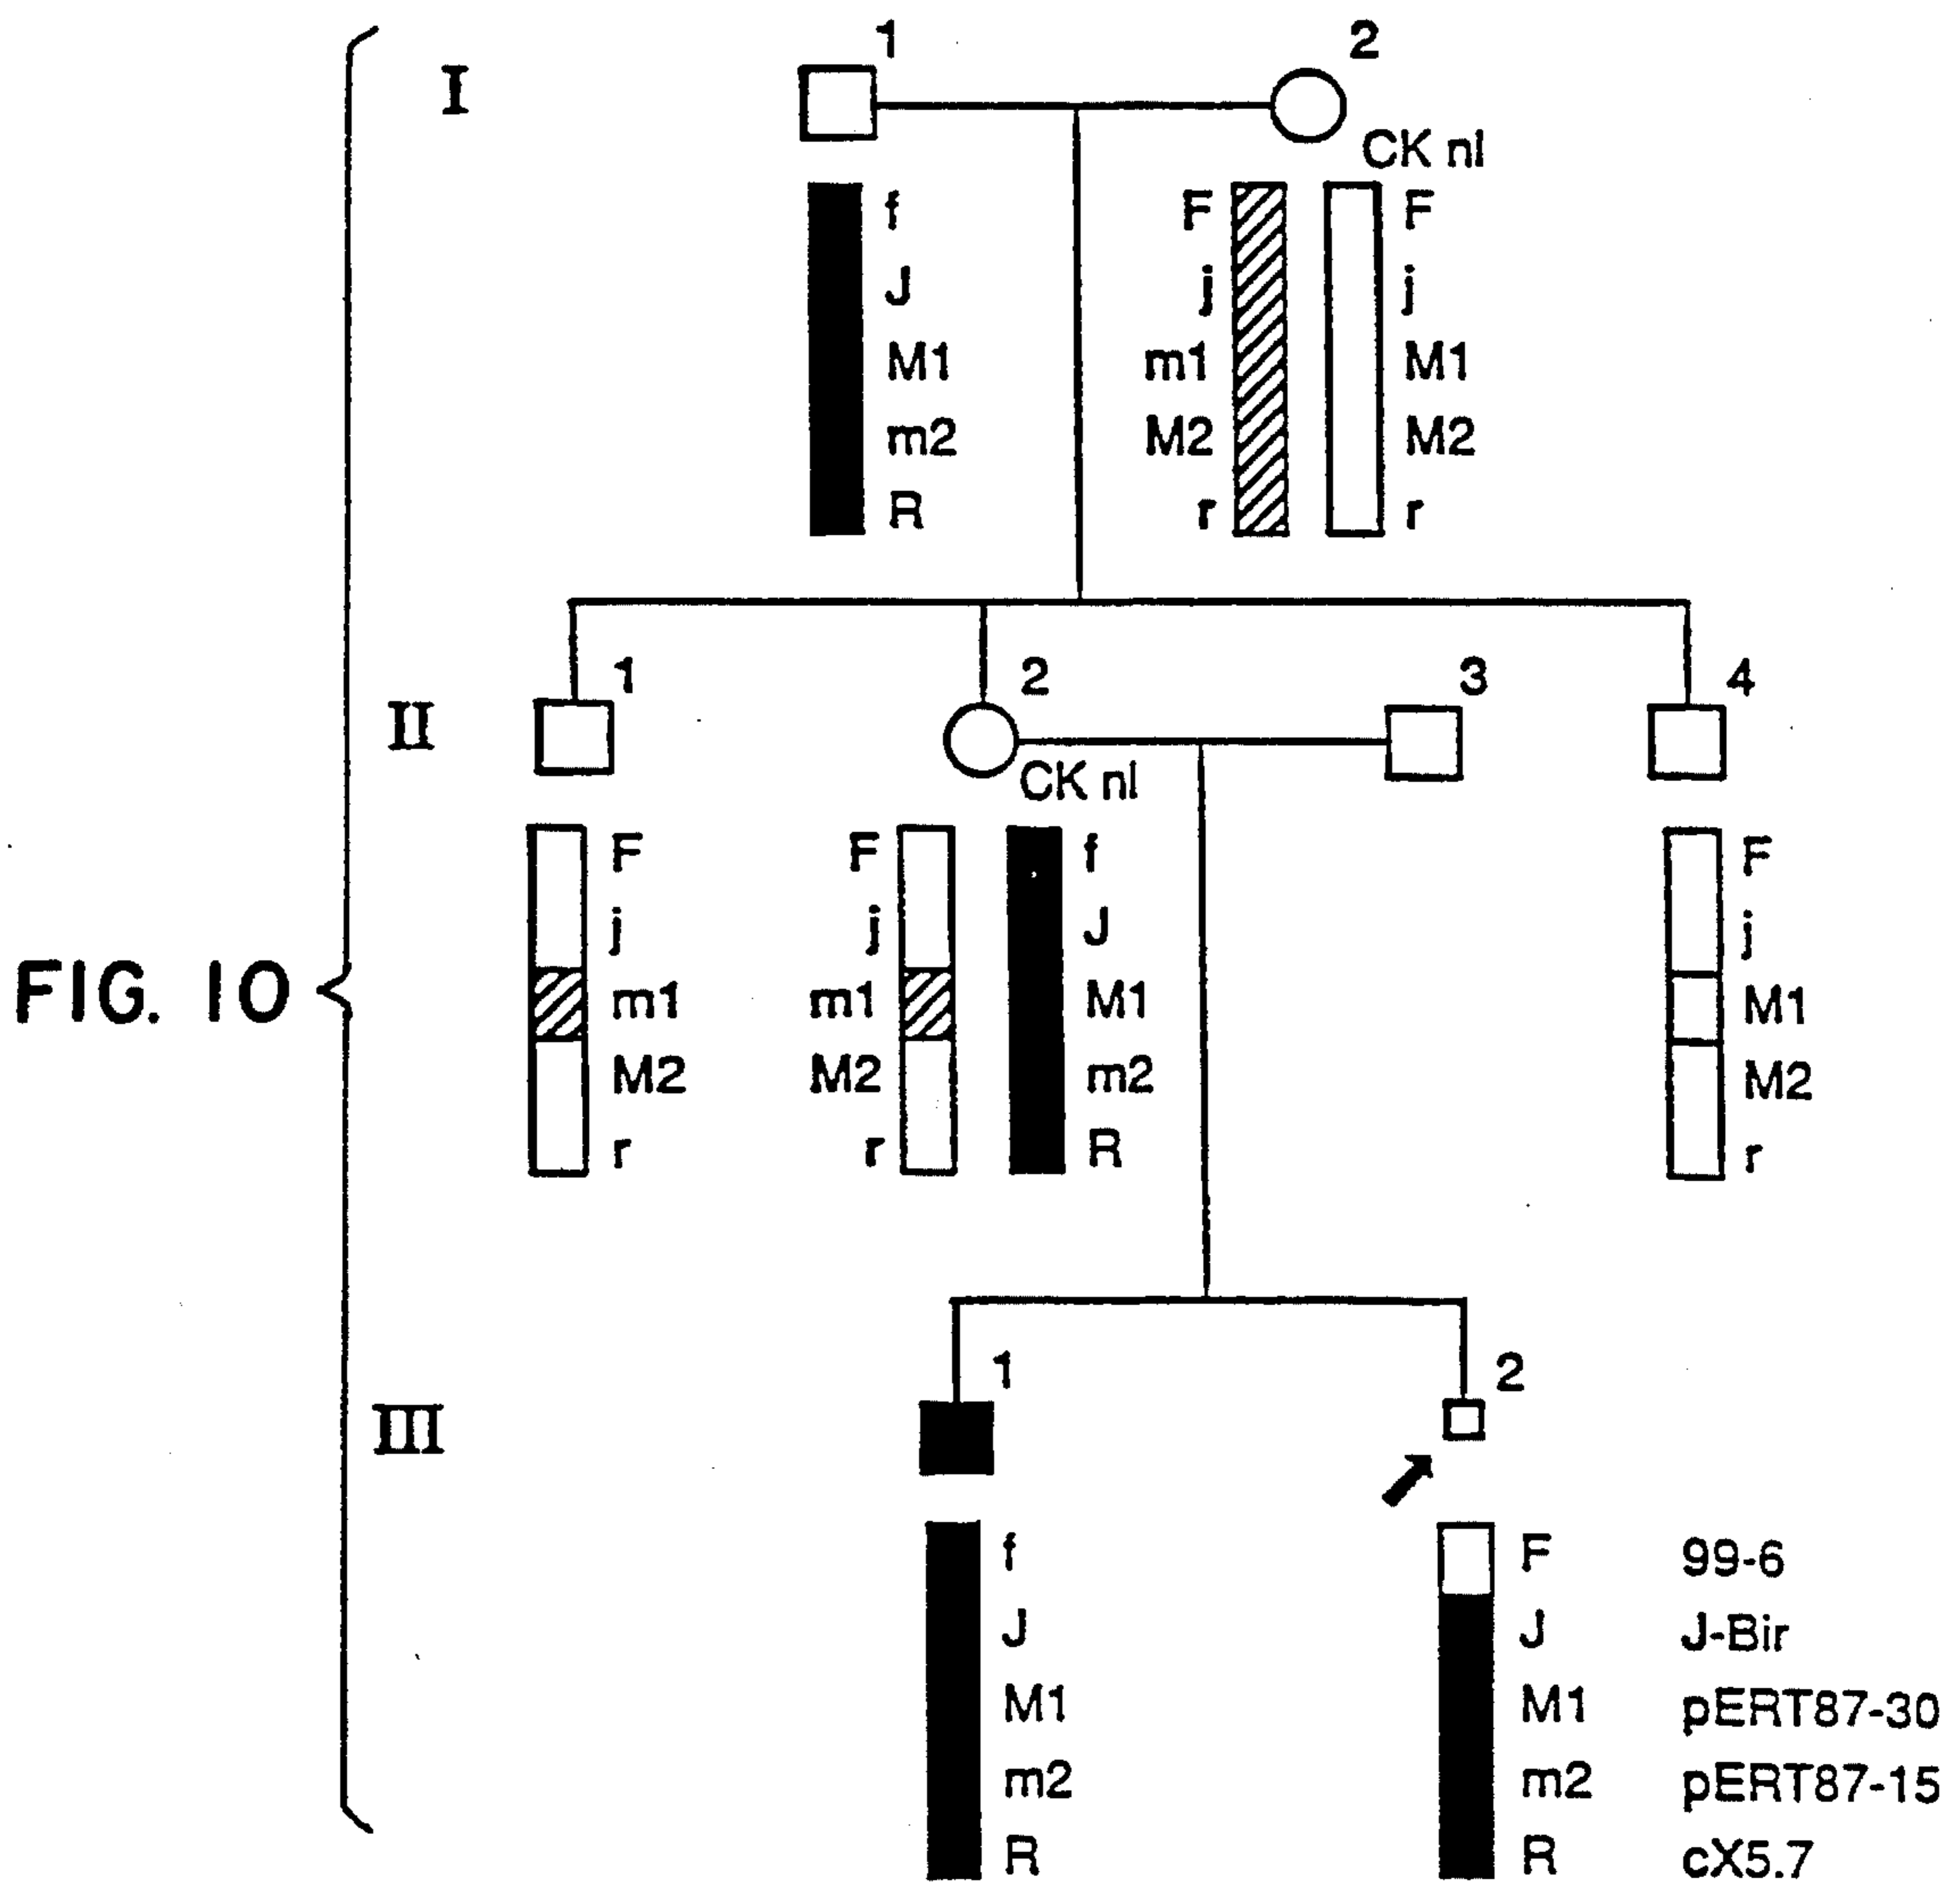 1 2
I
CK nl
f F F
J j j
M1 m1 M1
m2 M2 M2
R r r
1 2 3 4
II
CK nl
F F f F
j j J j
FIG. 10 m1 m1 M1 M1
M2 M2 m2 M2
r r R r
1 2
III
f F 99-6
J J J-Bir
M1 M1 pERT87-30
m2 m2 pERT87-15
R R cX5.7